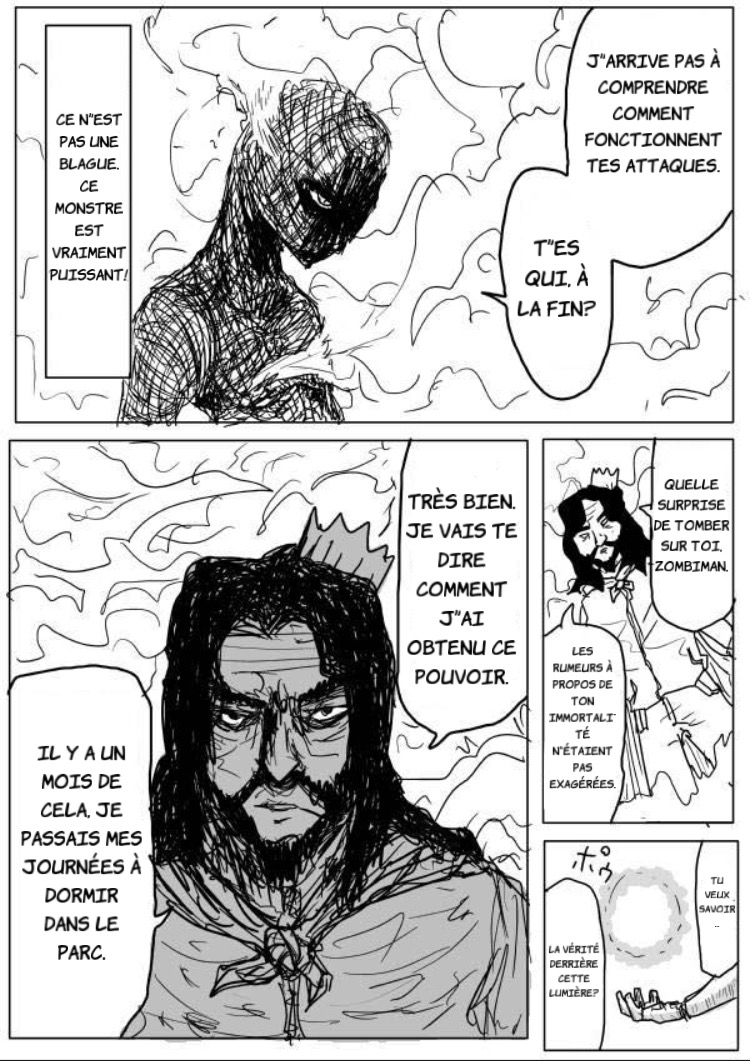 J"ARRIVE PAS À
COMPRENDRE
COMMENT
FONCTIONNENT
TES ATTAQUES.
T"ES
QUI, À
LA FIN?
CE N"EST
PAS UNE
BLAGUE.
CE
MONSTRE
EST
VRAIMENT
PUISSANT!
QUELLE
SURPRISE
DE TOMBER
SUR TOI,
ZOMBIMAN.
LES
RUMEURS À
PROPOS DE
TON
IMMORTALI
TÉ
N"ÉTAIENT
PAS
EXAGÉRÉES.
TRÈS BIEN.
JE VAIS TE
DIRE
COMMENT
J"AI
OBTENU CE
POUVOIR.
IL Y A UN
MOIS DE
CELA, JE
PASSAIS MES
JOURNÉES À
DORMIR
DANS LE
PARC.
TU
VEUX
SAVOIR
..
ポゥ
LA VÉRITÉ
DERRIÈRE
CETTE
LUMIÈRE?